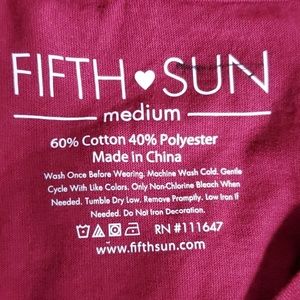 FIFTH ♥ SUN
medium
60% Cotton 40% Polyester
Made in China
Wash Once Before Wearing. Machine Wash Cold. Gentle
Cycle With Like Colors. Only Non-Chlorine Bleach When
Needed. Tumble Dry Low. Remove Promptly. Low Iron If
Needed. Do Not Iron Decoration.
RN #111647
www.fifthsun.com